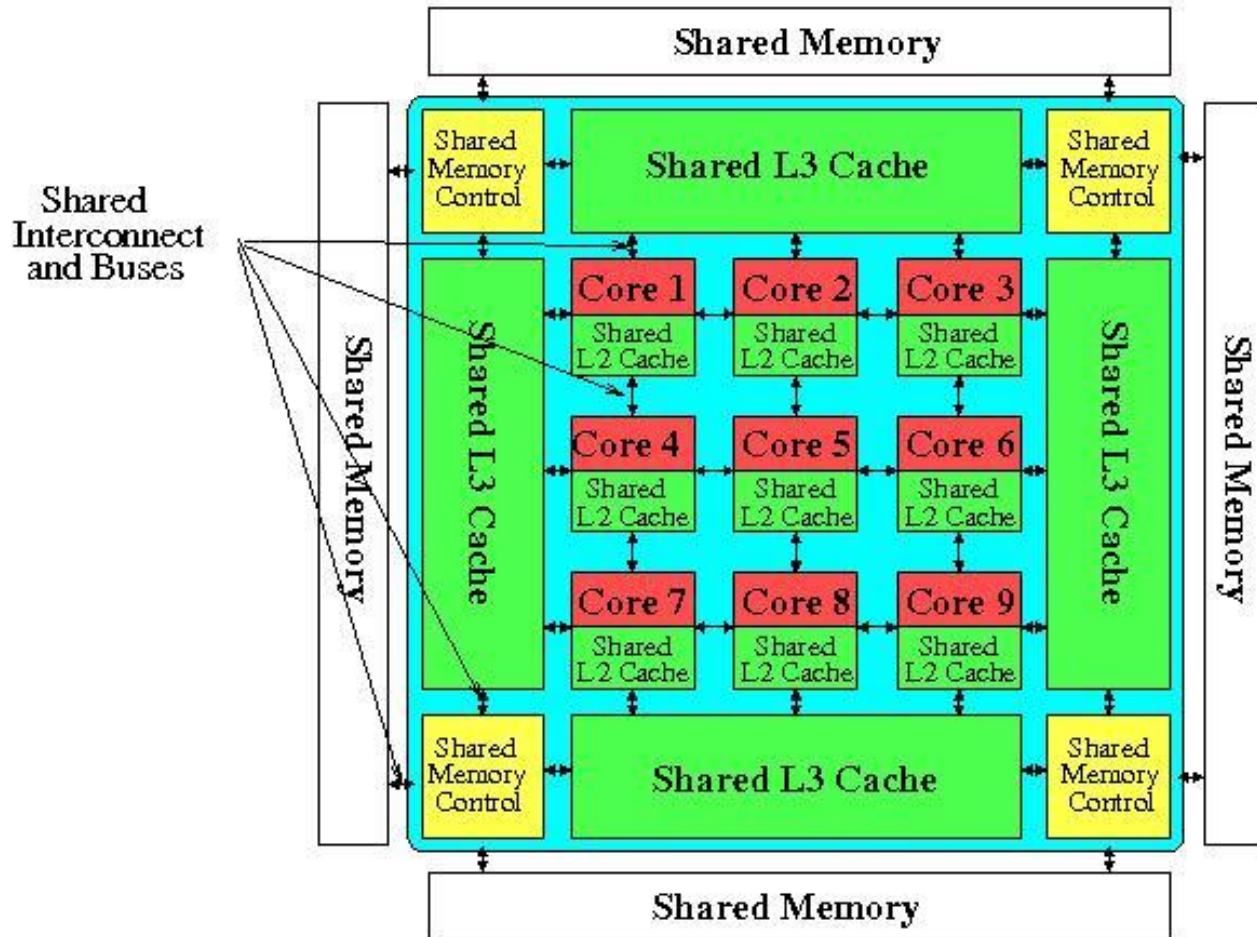 Shared Memory
Shared
Memory
Control
Shared L3 Cache
Shared
Memory
Control
Shared
Interconnect
and Buses
Shared Memory
Shared L3 Cache
Core 1
Shared
L2 Cache
Core 2
Shared
L2 Cache
Core 3
Shared
L2 Cache
Core 4
Shared
L2 Cache
Core 5
Shared
L2 Cache
Core 6
Shared
L2 Cache
Core 7
Shared
L2 Cache
Core 8
Shared
L2 Cache
Core 9
Shared
L2 Cache
Shared L3 Cache
Shared Memory
Shared
Memory
Control
Shared L3 Cache
Shared
Memory
Control
Shared Memory